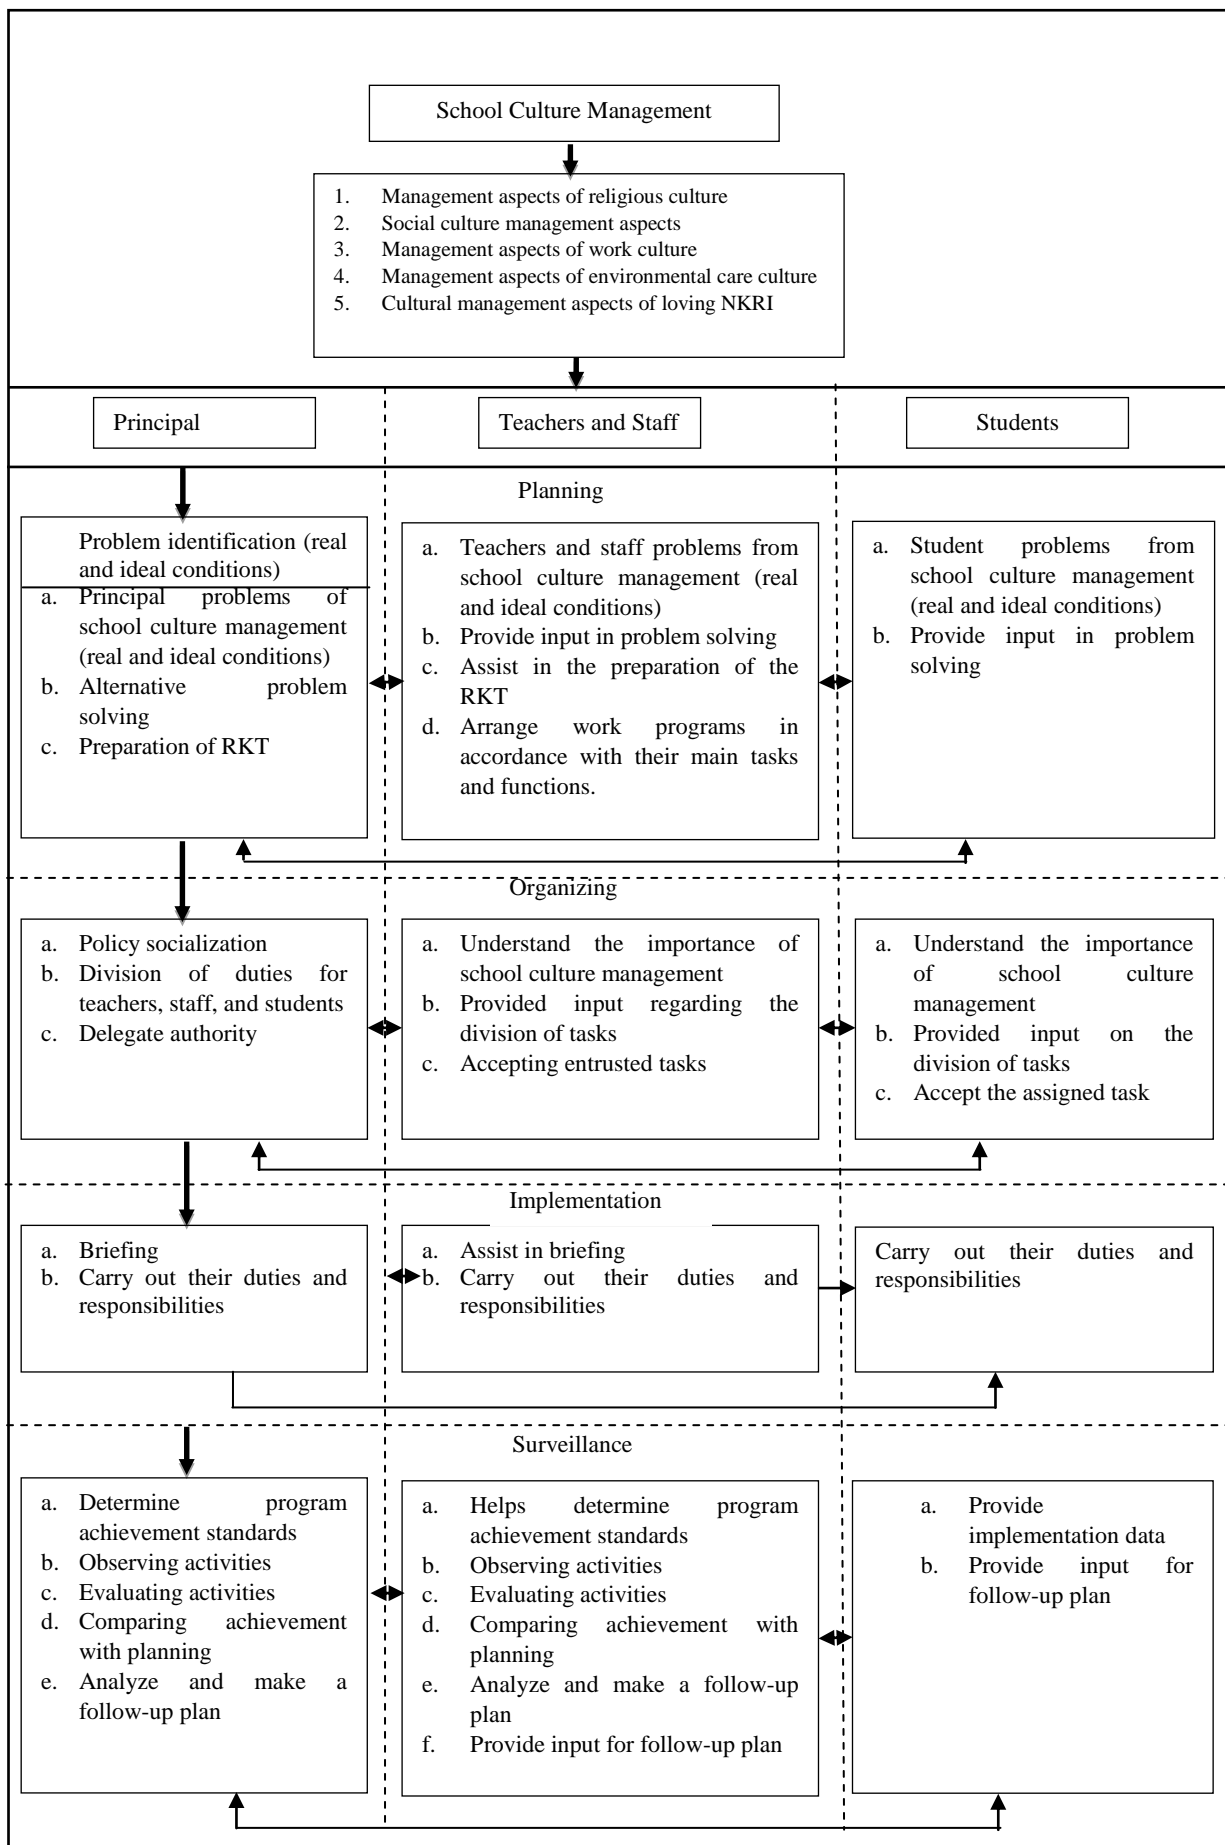 School Culture Management
1. Management aspects of religious culture
2. Social culture management aspects
3. Management aspects of work culture
4. Management aspects of environmental care culture
5. Cultural management aspects of loving NKRI
Principal
Teachers and Staff
Students
Planning
Problem identification (real
and ideal conditions)
a. Principal problems of
school culture management
(real and ideal conditions)
b. Alternative problem
solving
c. Preparation of RKT
a. Teachers and staff problems from
school culture management (real
and ideal conditions)
b. Provide input in problem solving
c. Assist in the preparation of the
RKT
d. Arrange work programs in
accordance with their main tasks
and functions.
a. Student problems from
school culture management
(real and ideal conditions)
b. Provide input in problem
solving
Organizing
a. Policy socialization
b. Division of duties for
teachers, staff, and students
c. Delegate authority
a. Understand the importance of
school culture management
b. Provided input regarding the
division of tasks
c. Accepting entrusted tasks
a. Understand the importance
of school culture
management
b. Provided input on the
division of tasks
c. Accept the assigned task
Implementation
a. Briefing
b. Carry out their duties and
responsibilities
a. Assist in briefing
b. Carry out their duties and
responsibilities
Carry out their duties and
responsibilities
Surveillance
a. Determine program
achievement standards
b. Observing activities
c. Evaluating activities
d. Comparing achievement
with planning
e. Analyze and make a
follow-up plan
a. Helps determine program
achievement standards
b. Observing activities
c. Evaluating activities
d. Comparing achievement with
planning
e. Analyze and make a follow-up
plan
f. Provide input for follow-up plan
a. Provide
implementation data
b. Provide input for
follow-up plan